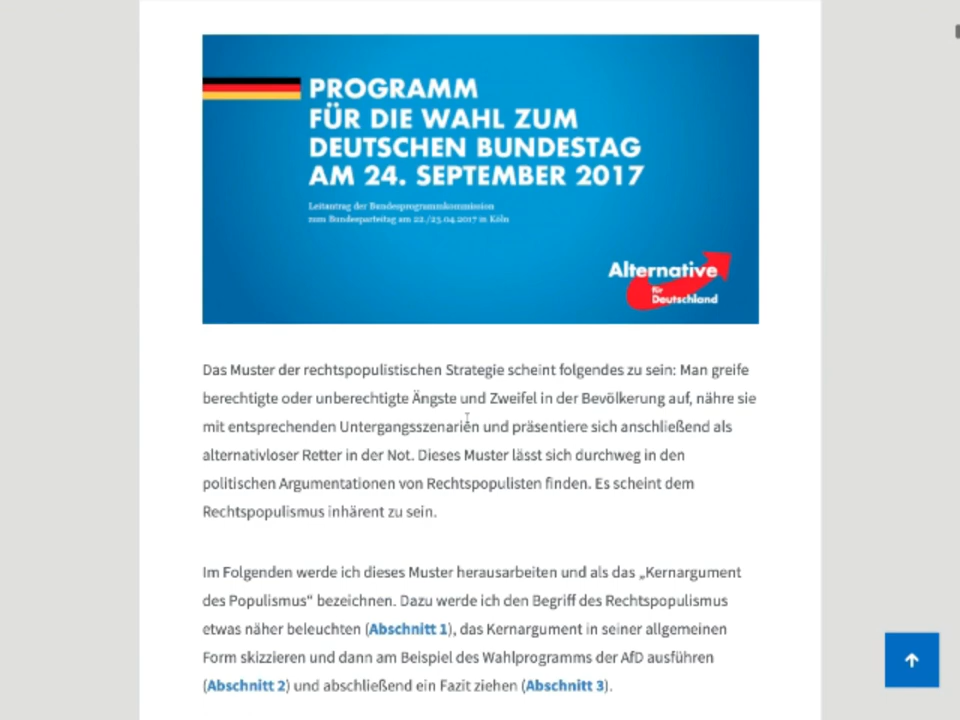 PROGRAMM
FÜR DIE WAHL ZUM
DEUTSCHEN BUNDESTAG
AM 24. SEPTEMBER 2017
Leitantrag der Bundesprogrammkommission
zum Bundesparteitag am 22./23.04.2017 in Köln
Alternative
für
Deutschland
Das Muster der rechtspopulistischen Strategie scheint folgendes zu sein: Man greife
berechtigte oder unberechtigte Ängste und Zweifel in der Bevölkerung auf, nähre sie
mit entsprechenden Untergangsszenarien und präsentiere sich anschließend als
alternativloser Retter in der Not. Dieses Muster lässt sich durchweg in den
politischen Argumentationen von Rechtspopulisten finden. Es scheint dem
Rechtspopulismus inhärent zu sein.
Im Folgenden werde ich dieses Muster herausarbeiten und als das „Kernargument
des Populismus“ bezeichnen. Dazu werde ich den Begriff des Rechtspopulismus
etwas näher beleuchten (Abschnitt 1), das Kernargument in seiner allgemeinen
Form skizzieren und dann am Beispiel des Wahlprogramms der AfD ausführen
(Abschnitt 2) und abschließend ein Fazit ziehen (Abschnitt 3).